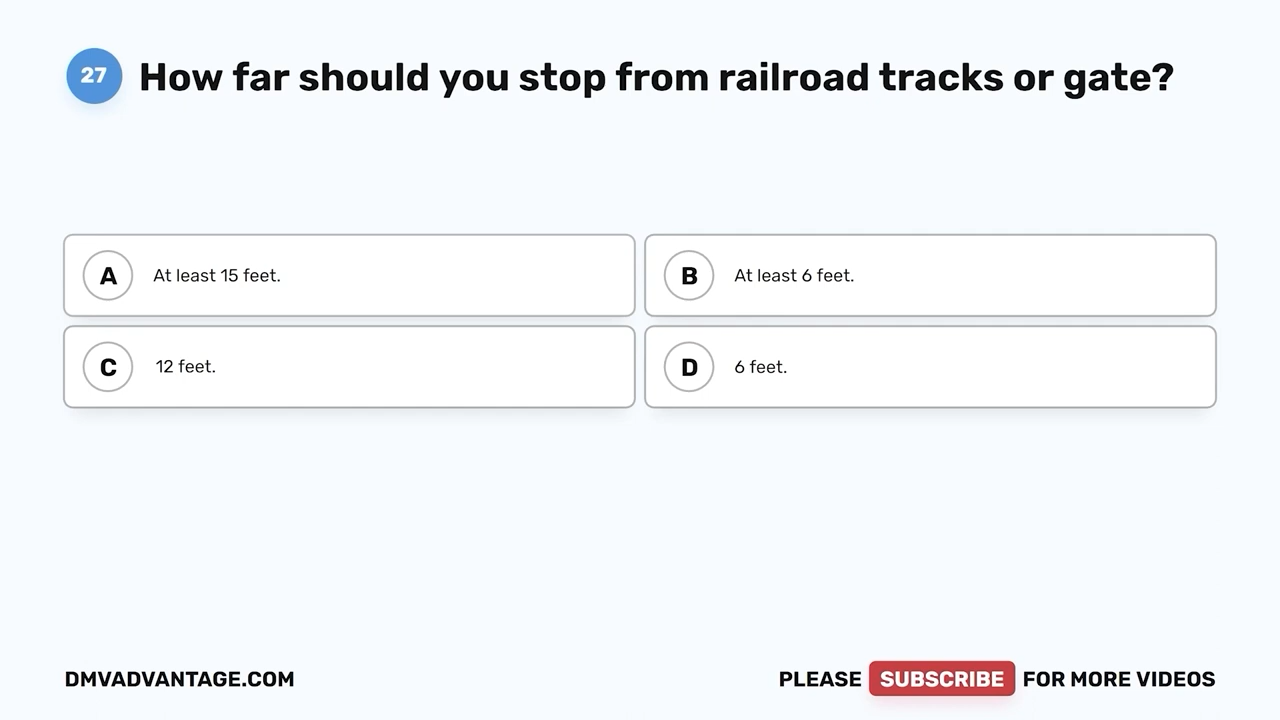 27 How far should you stop from railroad tracks or gate?
A At least 15 feet.
B At least 6 feet.
C 12 feet.
D 6 feet.
DMVADVANTAGE.COM
PLEASE SUBSCRIBE FOR MORE VIDEOS